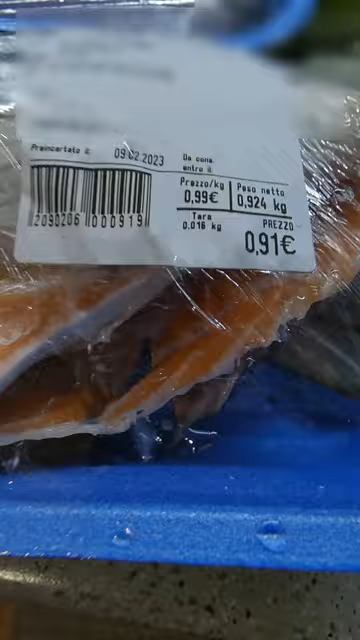 Preincartato il: 09.02.2023
Da cons. entro il:
Prezzo/kg Peso netto
0,99€ 0,924 kg
Tara PREZZO
0,016 kg
0,91€
2090206 000919